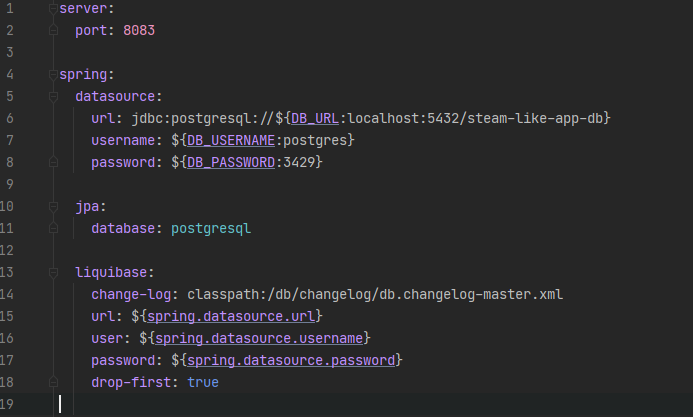 1 server:
2   port: 8083
3
4 spring:
5   datasource:
6     url: jdbc:postgresql://${DB_URL:localhost:5432/steam-like-app-db}
7     username: ${DB_USERNAME:postgres}
8     password: ${DB_PASSWORD:3429}
9
10   jpa:
11     database: postgresql
12
13   liquibase:
14     change-log: classpath:/db/changelog/db.changelog-master.xml
15     url: ${spring.datasource.url}
16     user: ${spring.datasource.username}
17     password: ${spring.datasource.password}
18     drop-first: true
19